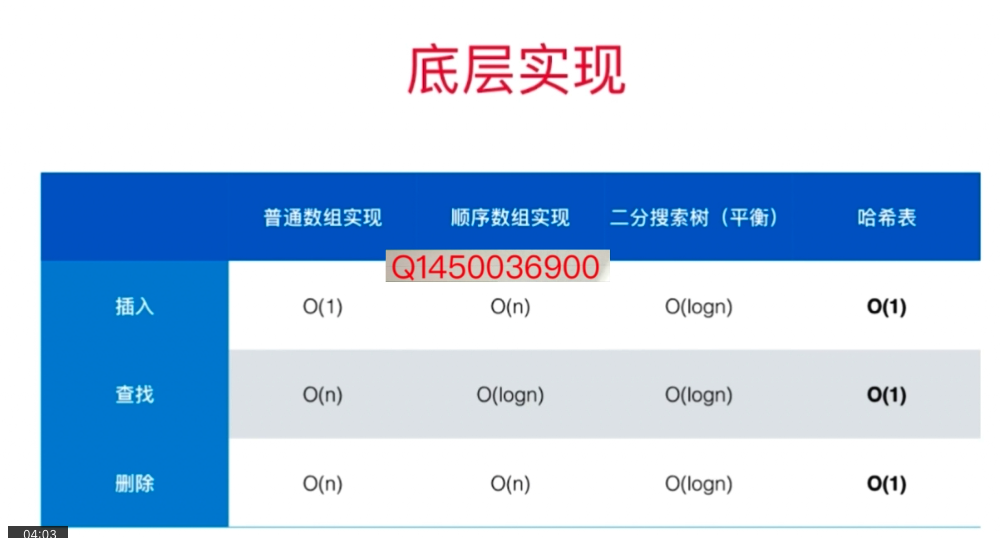 底层实现
普通数组实现 顺序数组实现 二分搜索树（平衡） 哈希表
Q1450036900
插入 O(1) O(n) O(logn) O(1)
查找 O(n) O(logn) O(logn) O(1)
删除 O(n) O(n) O(logn) O(1)
04:03